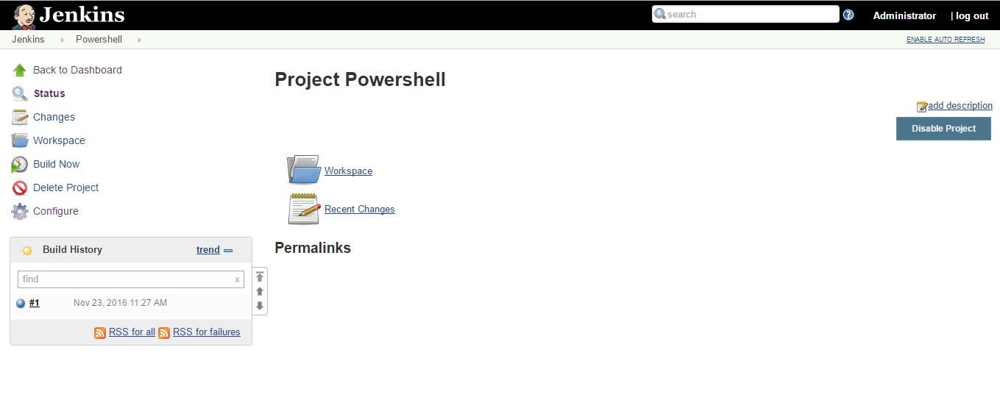 Jenkins
search
?
Administrator
| log out
Jenkins
Powershell
ENABLE AUTO REFRESH
Back to Dashboard
Status
Changes
Workspace
Build Now
Delete Project
Configure
Build History
trend
find
x
#1
Nov 23, 2016 11:27 AM
RSS for all
RSS for failures
Project Powershell
add description
Disable Project
Workspace
Recent Changes
Permalinks